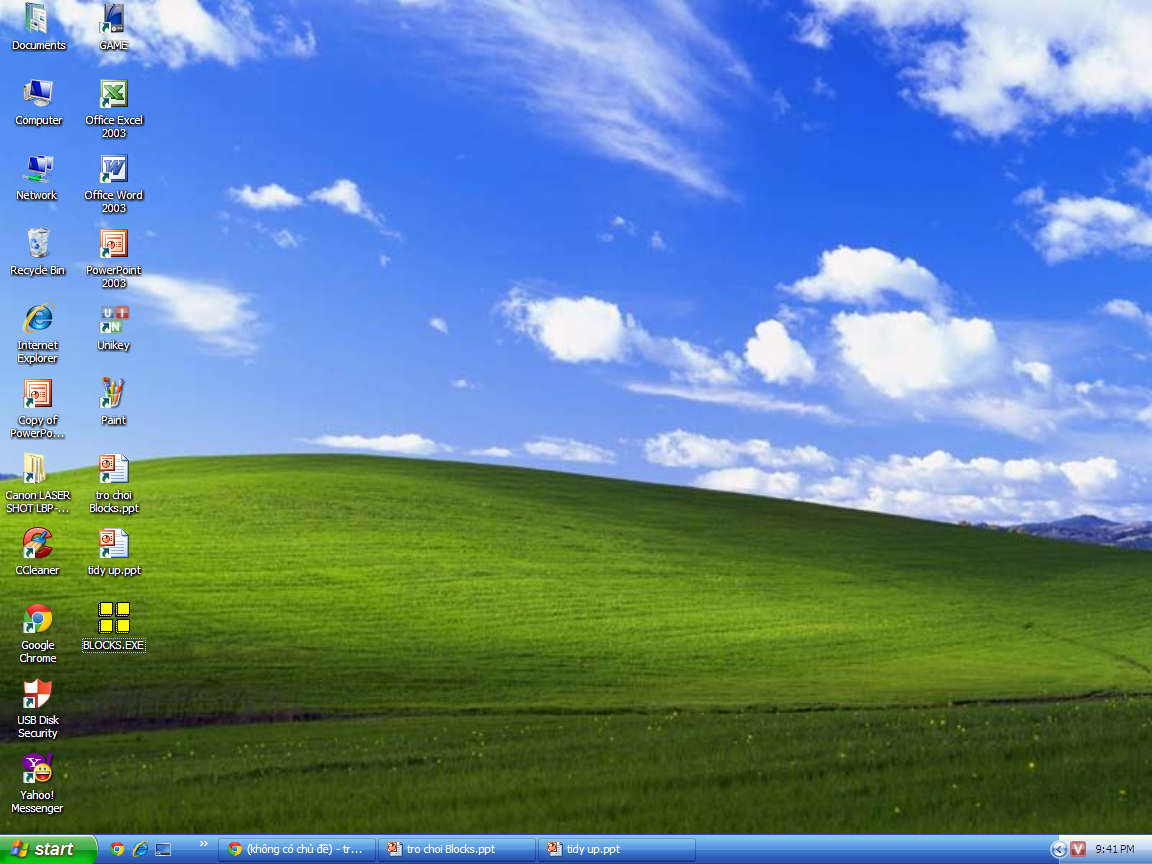 Documents
GAME
Computer
Office Excel
2003
Network
Office Word
2003
Recycle Bin
PowerPoint
2003
Internet
Explorer
Unikey
Copy of
PowerPo...
Paint
Canon LASER
SHOT LBP-...
tro choi
Blocks.ppt
CCleaner
tidy up.ppt
Google
Chrome
BLOCKS.EXE
USB Disk
Security
Yahoo!
Messenger
start
(không có chủ đề) - tr...
tro choi Blocks.ppt
tidy up.ppt
V
9:41 PM